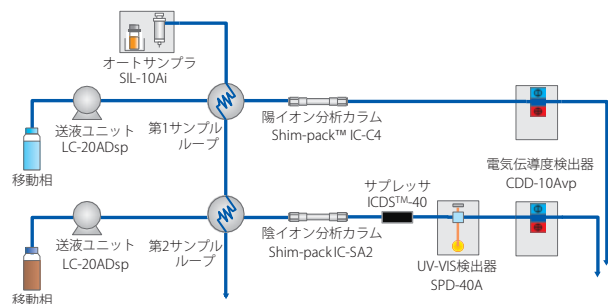 オートサンプラ
SIL-10Ai
送液ユニット
LC-20ADsp
移動相
第1サンプル
ループ
陽イオン分析カラム
Shim-pack™ IC-C4
電気伝導度検出器
CDD-10Avp
送液ユニット
LC-20ADsp
移動相
第2サンプル
ループ
陰イオン分析カラム
Shim-pack IC-SA2
サプレッサ
ICDS™-40
UV-VIS検出器
SPD-40A